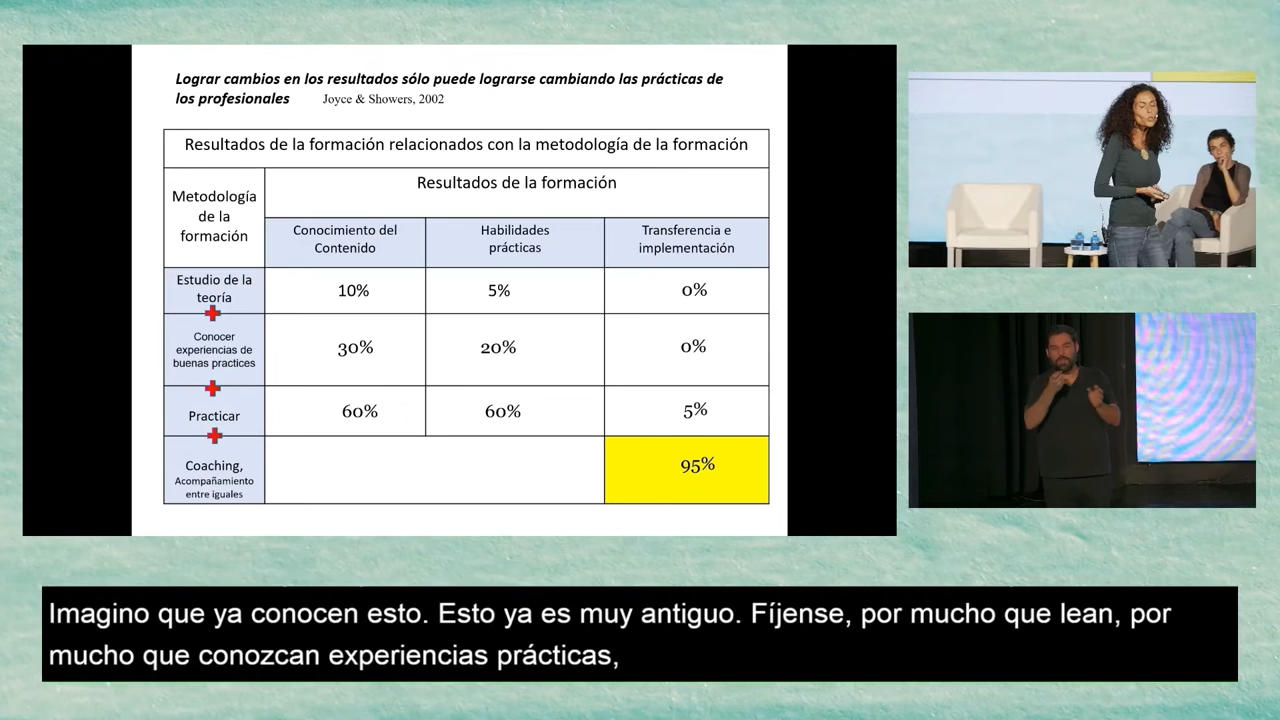 Lograr cambios en los resultados sólo puede lograrse cambiando las prácticas de
los profesionales Joyce & Showers, 2002
Resultados de la formación relacionados con la metodología de la formación
Metodología
de la
formación
Resultados de la formación
Conocimiento del
Contenido
Habilidades
prácticas
Transferencia e
implementación
Estudio de la
teoría
10%
5%
0%
Conocer
experiencias de
buenas practices
30%
20%
0%
Practicar
60%
60%
5%
Coaching,
Acompañamiento
entre iguales
95%
Imagino que ya conocen esto. Esto ya es muy antiguo. Fíjense, por mucho que lean, por
mucho que conozcan experiencias prácticas,